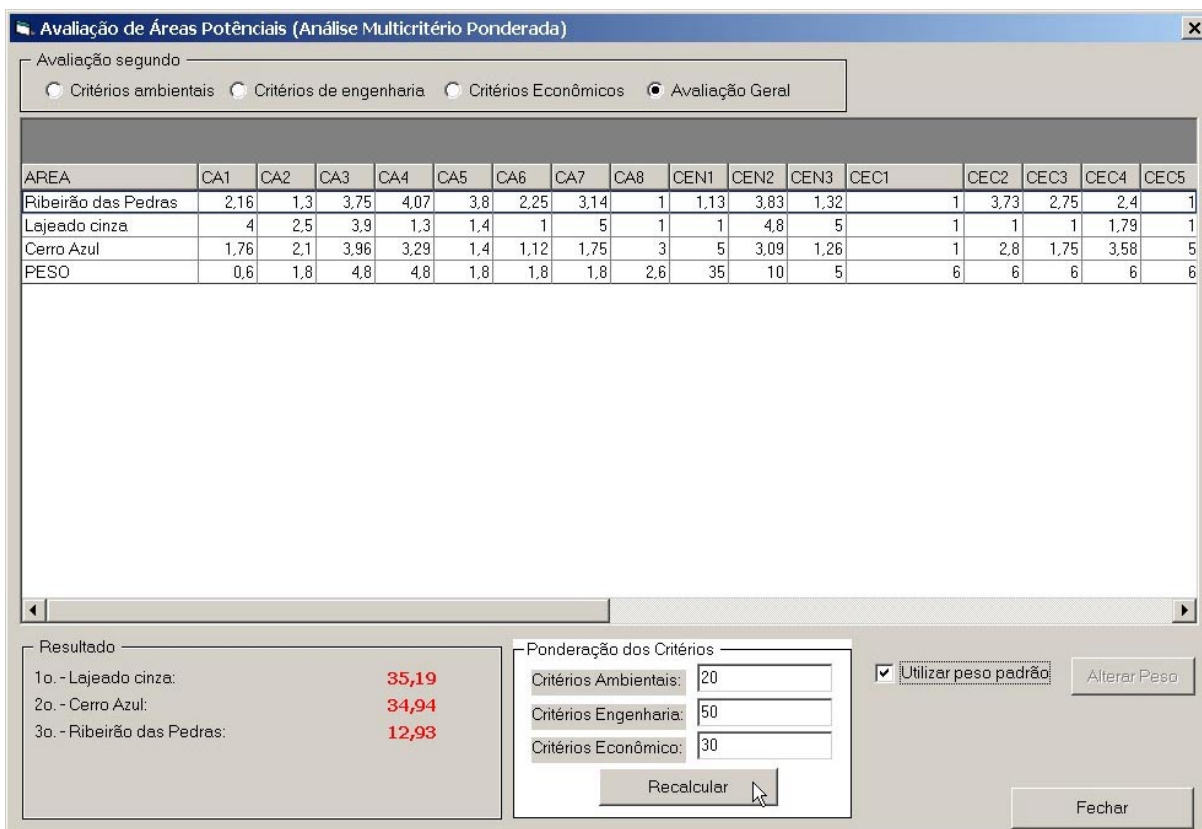 Avaliação de Áreas Potênciais (Análise Multicritério Ponderada)
Avaliação segundo
Critérios ambientais Critérios de engenharia Critérios Econômicos Avaliação Geral
AREA CA1 CA2 CA3 CA4 CA5 CA6 CA7 CA8 CEN1 CEN2 CEN3 CEC1 CEC2 CEC3 CEC4 CEC5
Ribeirão das Pedras 2,16 1,3 3,75 4,07 3,8 2,25 3,14 1 1,13 3,83 1,32 1 3,73 2,75 2,4 1
Lajeado cinza 4 2,5 3,9 1,3 1,4 1 5 1 1 4,8 5 1 1 1 1,79 1
Cerro Azul 1,76 2,1 3,96 3,29 1,4 1,12 1,75 3 5 3,09 1,26 1 2,8 1,75 3,58 5
PESO 0,6 1,8 4,8 4,8 1,8 1,8 1,8 2,6 35 10 5 6 6 6 6 6
Resultado
1o. - Lajeado cinza: 35,19
2o. - Cerro Azul: 34,94
3o. - Ribeirão das Pedras: 12,93
Ponderação dos Critérios
Critérios Ambientais: 20
Critérios Engenharia: 50
Critérios Econômico: 30
Recalcular
Utilizar peso padrão
Alterar Peso
Fechar